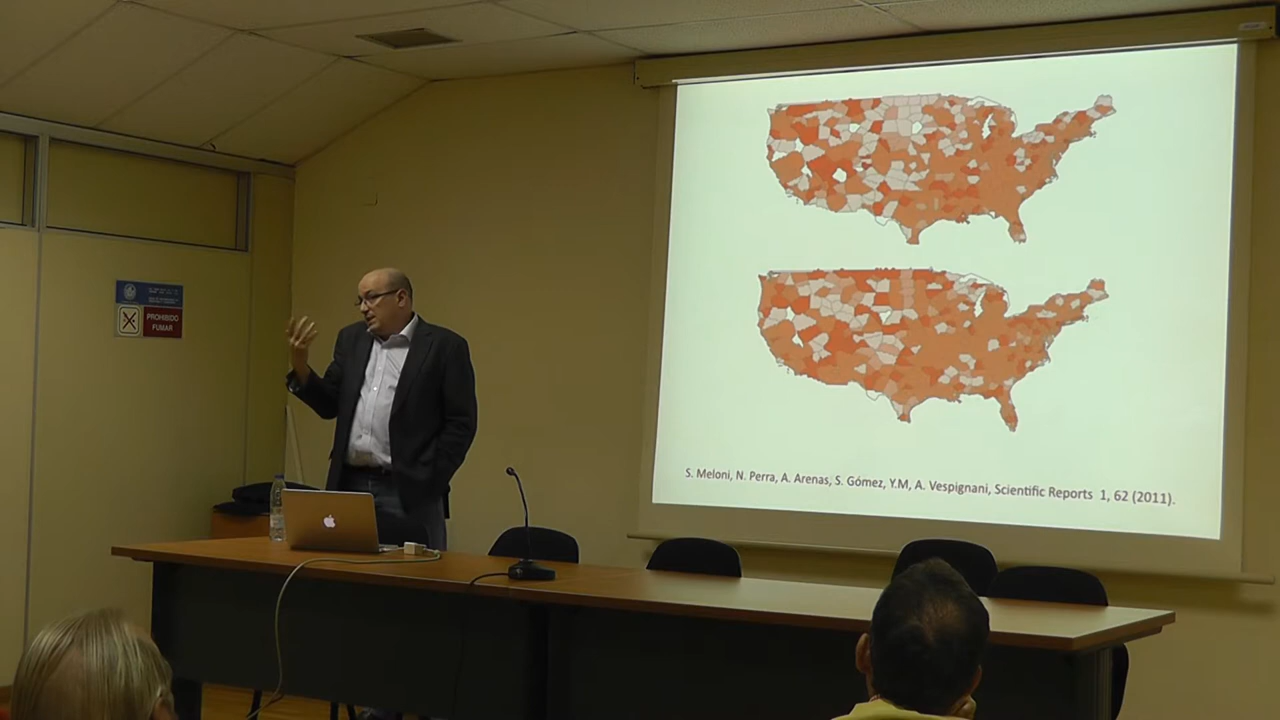 PROHIBIDO
FUMAR
S. Meloni, N. Perra, A. Arenas, S. Gómez, Y.M, A. Vespignani, Scientific Reports 1, 62 (2011).